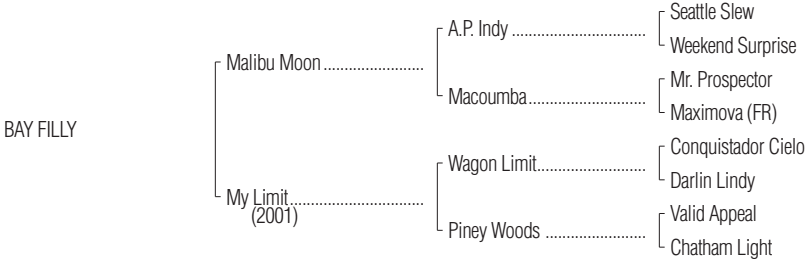 Seattle Slew
A.P. Indy ..............................
Weekend Surprise
Malibu Moon .......................
Mr. Prospector
Macoumba ..........................
Maximova (FR)
BAY FILLY
Conquistador Cielo
Wagon Limit ........................
Darlin Lindy
My Limit ..............................
(2001)
Valid Appeal
Piney Woods .......................
Chatham Light